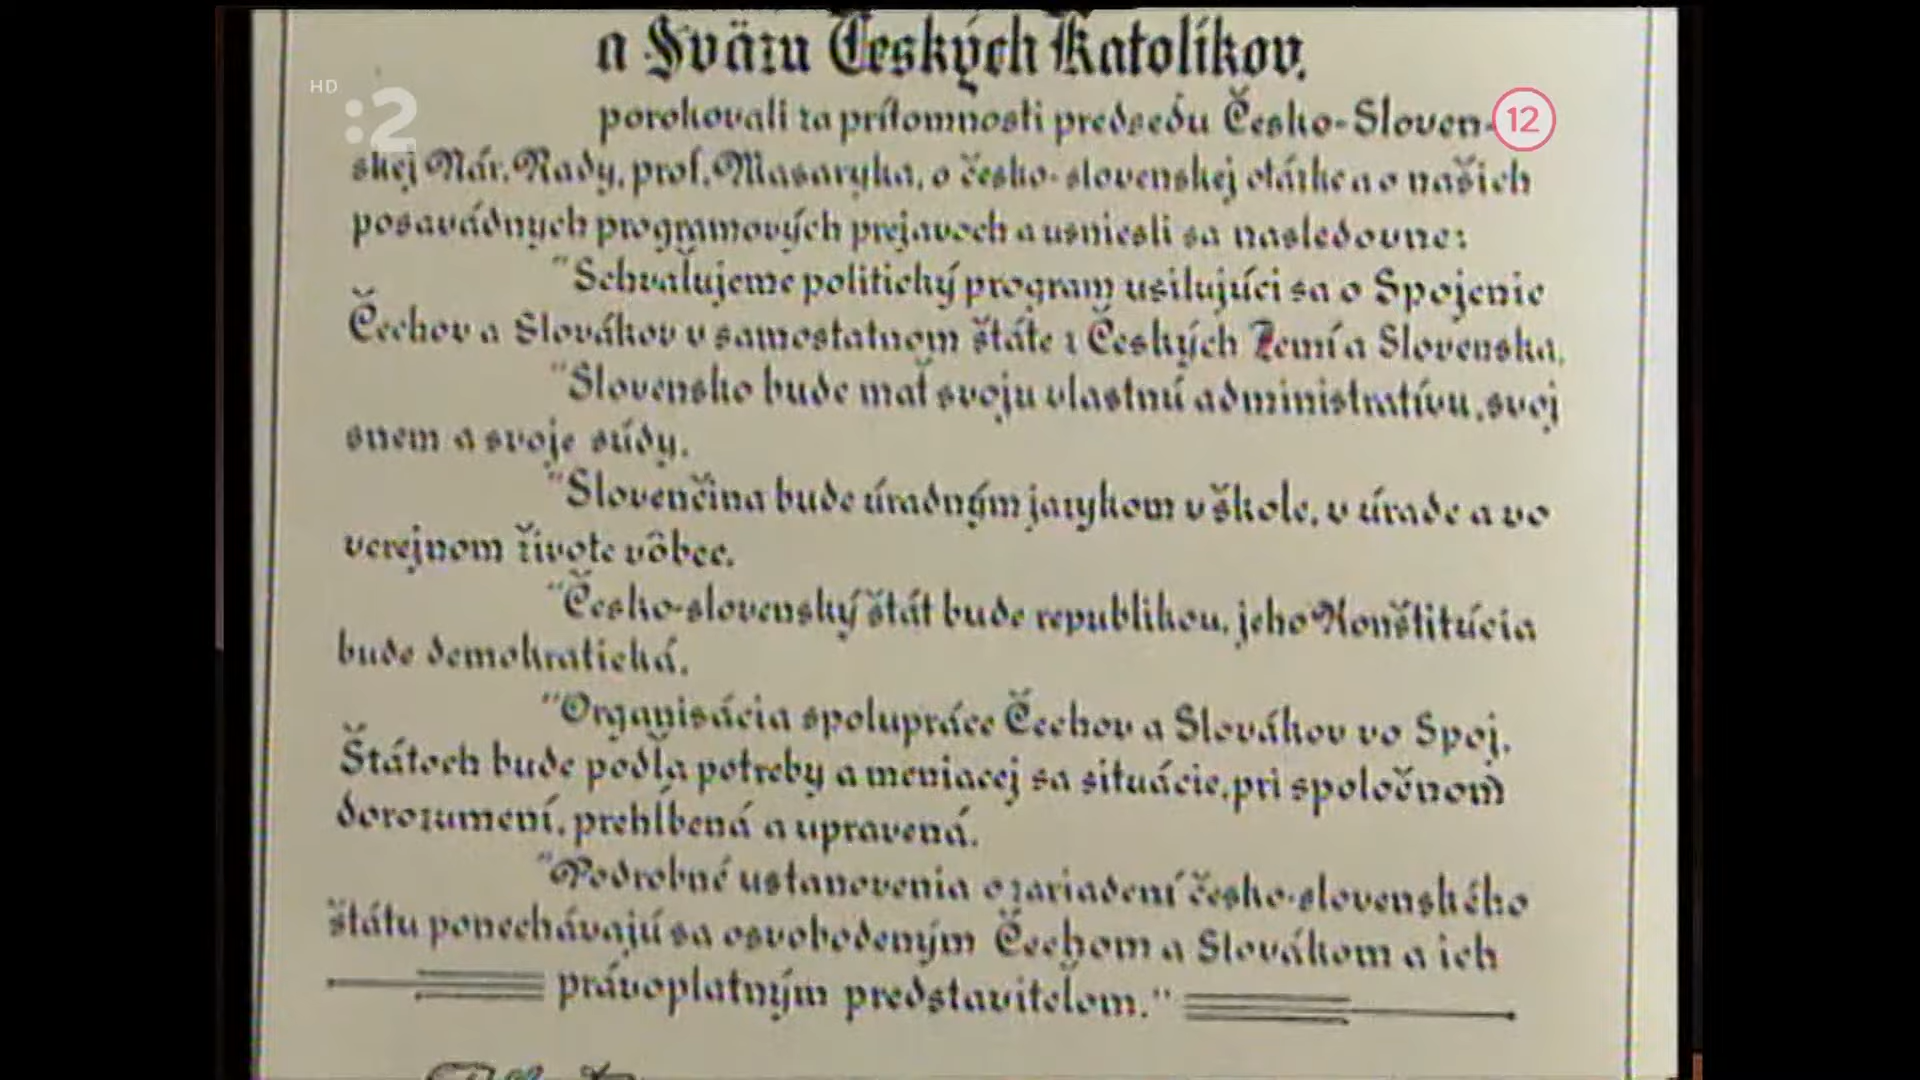 a Sväzu Českých Katolíkov,
HD
:2
porokovali za prítomnosti predsedu Česko-Sloven-
12
skej Nár. Rady, prof. Masaryka, o česko-slovenskej otázke a o našich
posavádnych programových prejavoch a usniesli sa nasledovne:
"Schvaľujeme politický program usilujúci sa o Spojenie
Čechov a Slovákov v samostatnom štáte z Českých Zemí a Slovenska.
"Slovensko bude mať svoju vlastnú administratívu, svoj
snem a svoje súdy.
"Slovenčina bude úradným jazykom v škole, v úrade a vo
verejnom živote vôbec.
"Česko-slovenský štát bude republikou, jeho Konštitúcia
bude demokratická.
"Organisácia spolupráce Čechov a Slovákov vo Spoj.
Štátoch bude podľa potreby a meniacej sa situácie, pri spoločnom
dorozumení, prehĺbená a upravená.
"Podrobné ustanovenia o zariadení česko-slovenského
štátu ponechávajú sa osvobodeným Čechom a Slovákom a ich
právoplatným predstaviteľom."